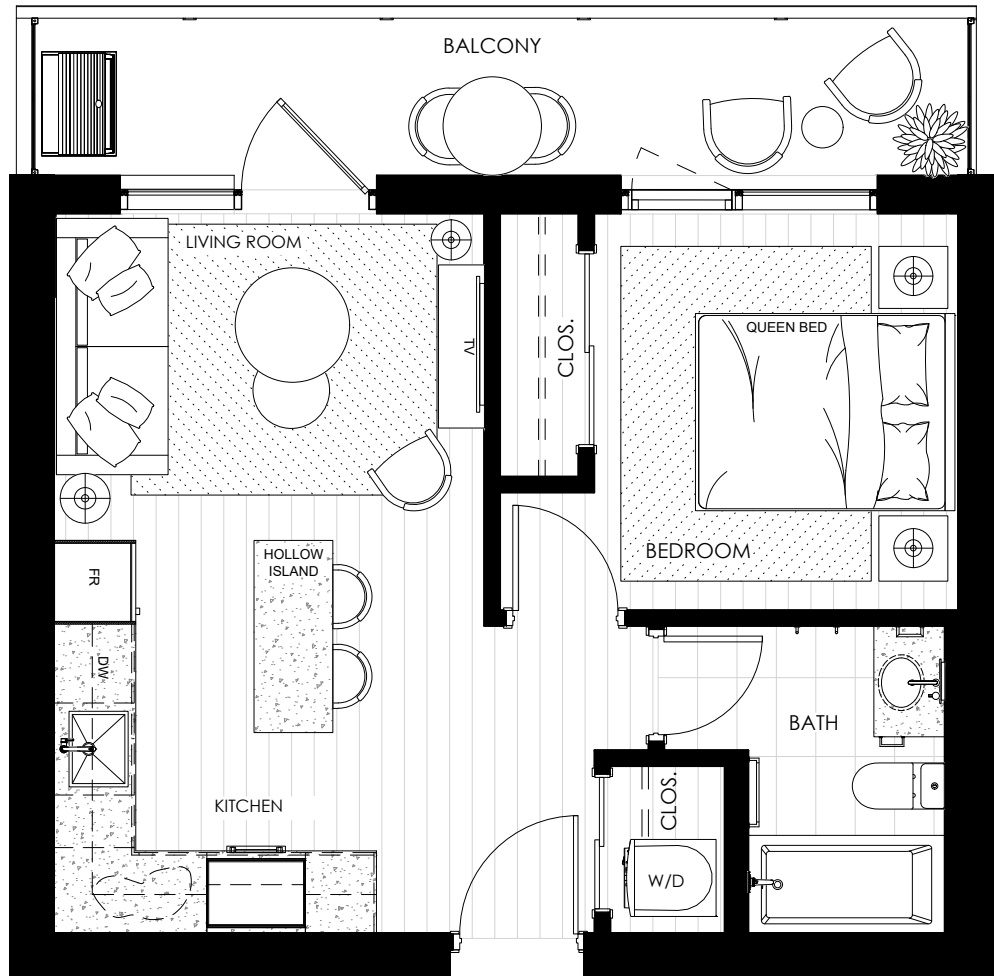 BALCONY
LIVING ROOM
TV
CLOS.
QUEEN BED
BEDROOM
HOLLOW
ISLAND
FR
DW
BATH
KITCHEN
CLOS.
W/D